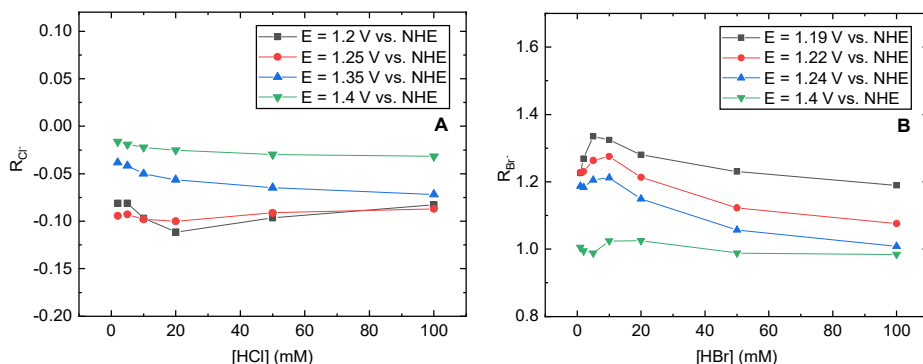 0.10
0.05
0.00
-0.05
-0.10
-0.15
-0.20
R_Cl-
E = 1.2 V vs. NHE
E = 1.25 V vs. NHE
E = 1.35 V vs. NHE
E = 1.4 V vs. NHE
A
0 20 40 60 80 100
[HCl] (mM)
1.6
1.4
1.2
1.0
0.8
R_Br-
E = 1.19 V vs. NHE
E = 1.22 V vs. NHE
E = 1.24 V vs. NHE
E = 1.4 V vs. NHE
B
0 20 40 60 80 100
[HBr] (mM)